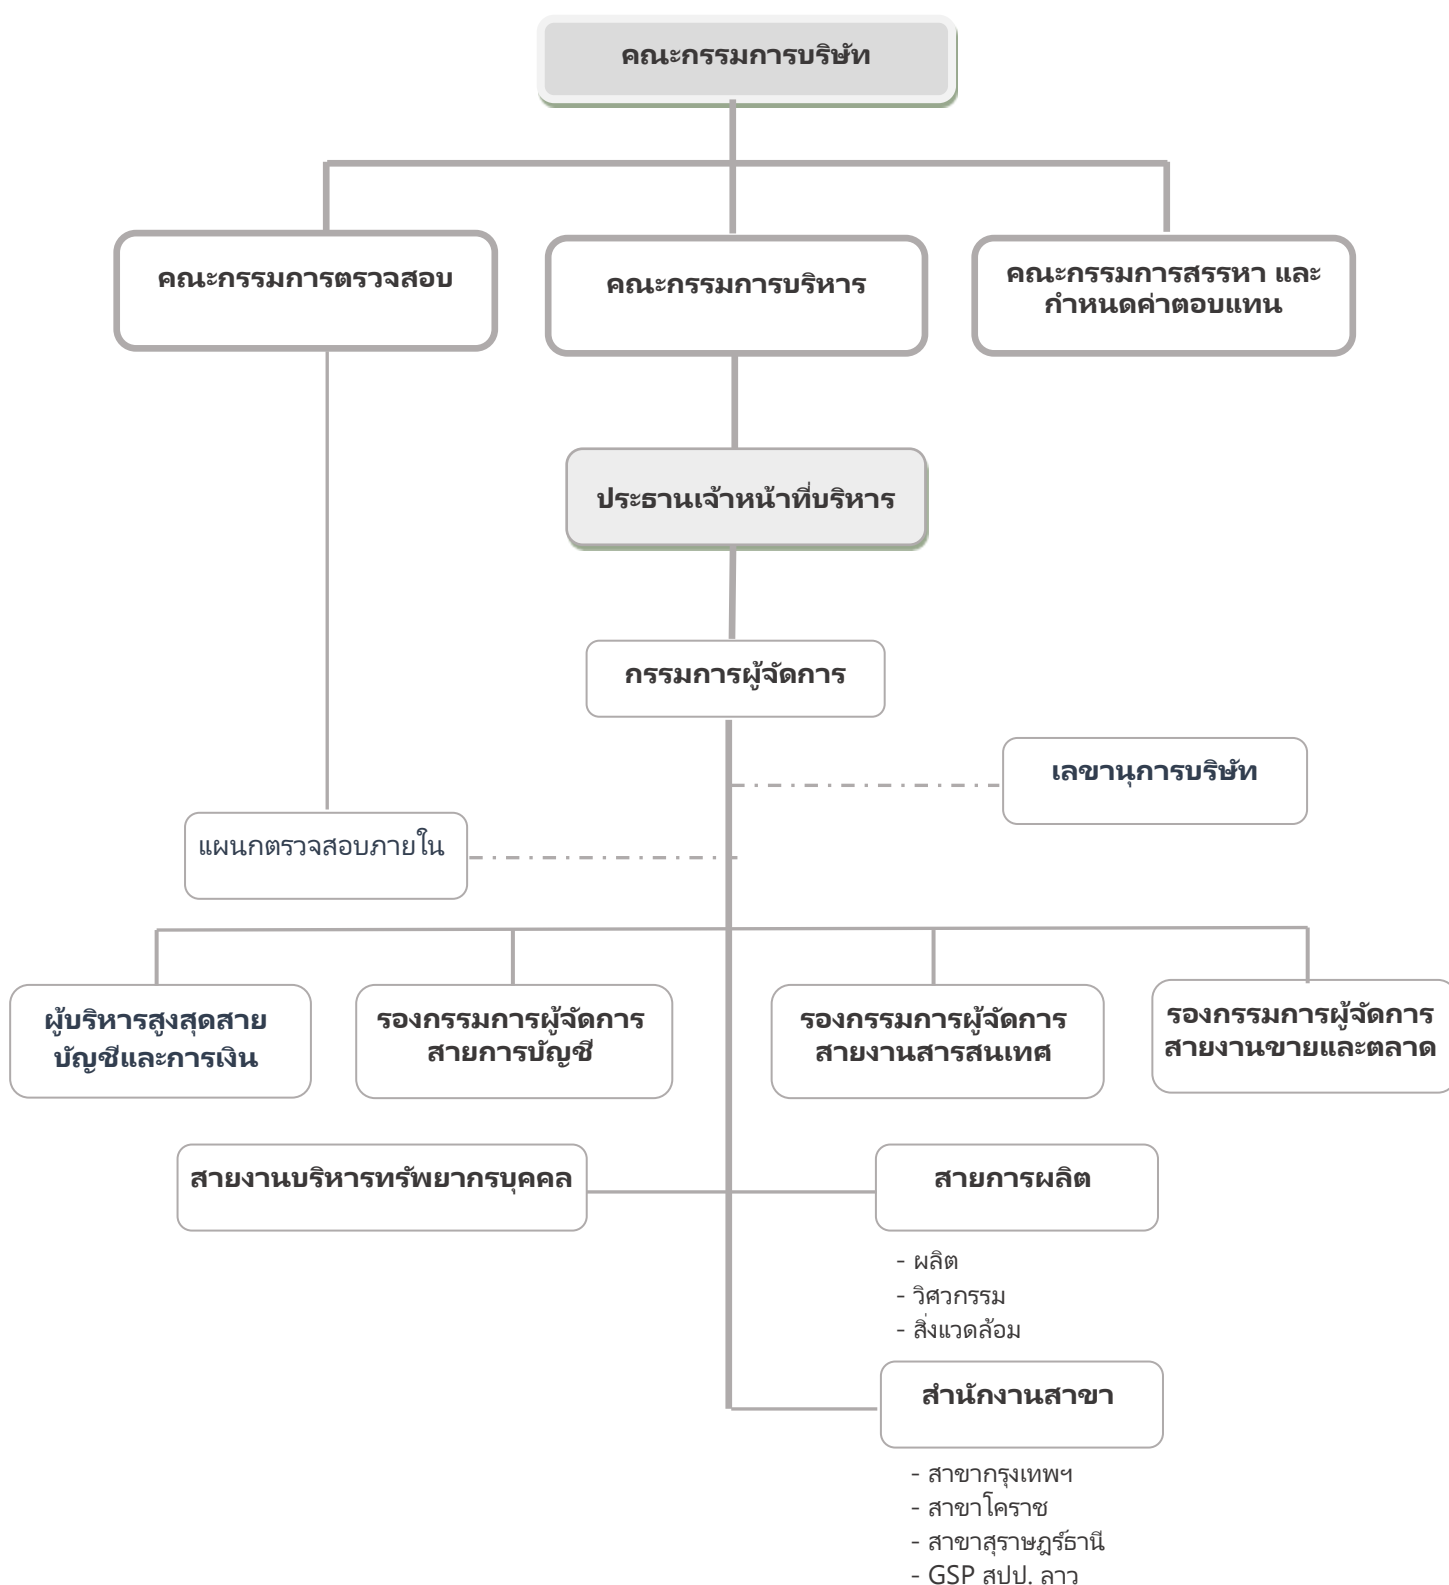 คณะกรรมการบริษัท
คณะกรรมการตรวจสอบ
คณะกรรมการบริหาร
คณะกรรมการสรรหา และ
กำหนดค่าตอบแทน
ประธานเจ้าหน้าที่บริหาร
กรรมการผู้จัดการ
เลขานุการบริษัท
แผนกตรวจสอบภายใน
ผู้บริหารสูงสุดสาย
บัญชีและการเงิน
รองกรรมการผู้จัดการ
สายการบัญชี
รองกรรมการผู้จัดการ
สายงานสารสนเทศ
รองกรรมการผู้จัดการ
สายงานขายและตลาด
สายงานบริหารทรัพยากรบุคคล
สายการผลิต
- ผลิต
- วิศวกรรม
- สิ่งแวดล้อม
สำนักงานสาขา
- สาขากรุงเทพฯ
- สาขาโคราช
- สาขาสุราษฎร์ธานี
- GSP สปป. ลาว